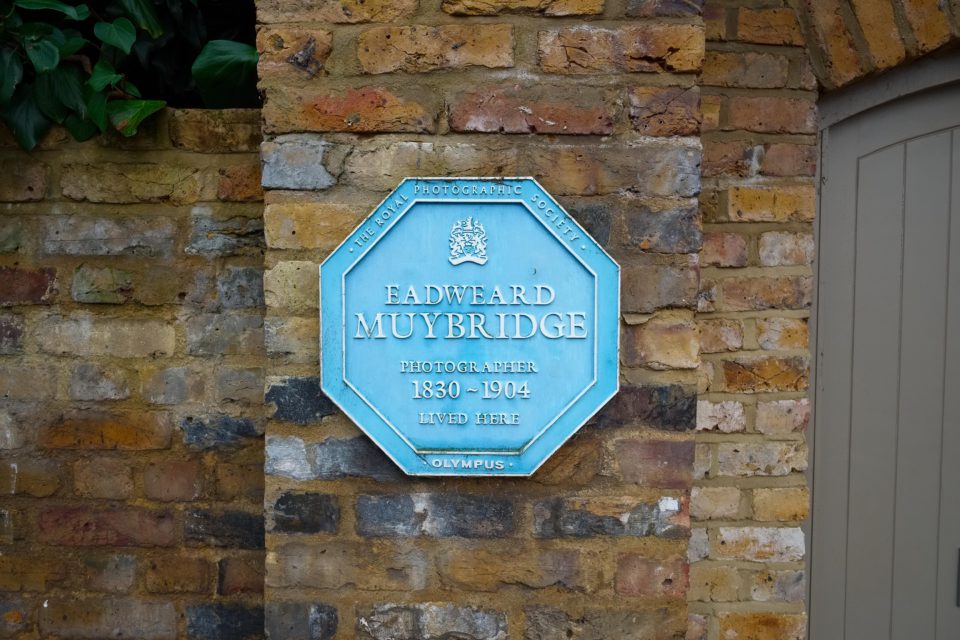 · THE ROYAL PHOTOGRAPHIC SOCIETY ·
EADWEARD
MUYBRIDGE
PHOTOGRAPHER
1830 ~ 1904
LIVED HERE
· OLYMPUS ·